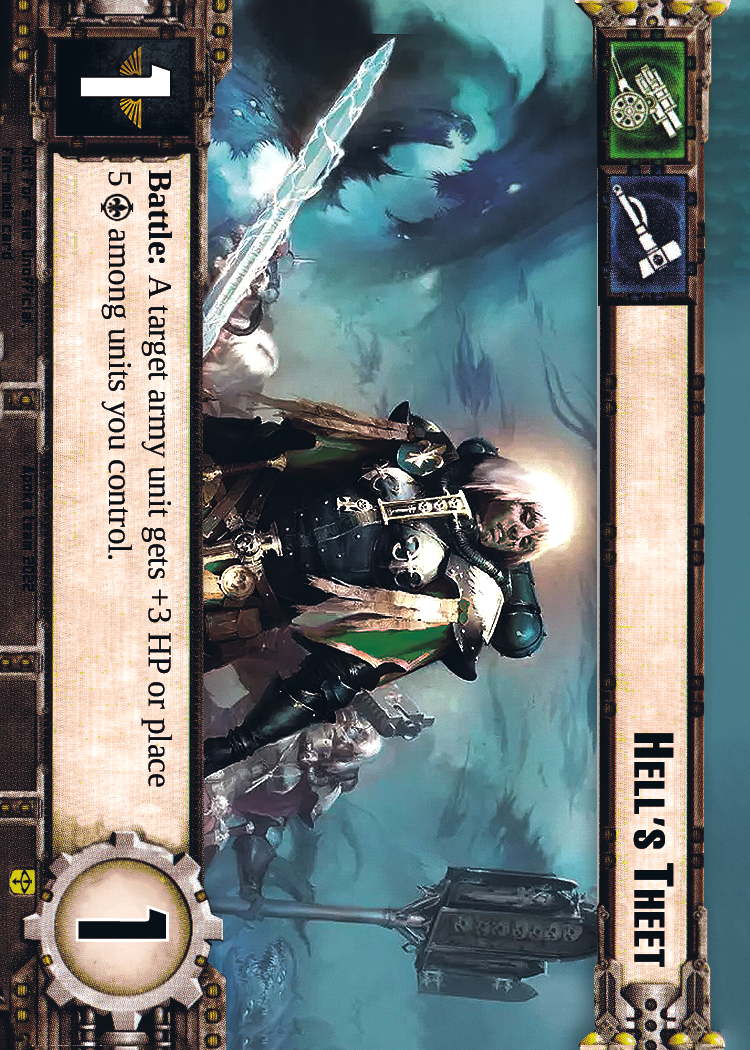 HELL'S THEET
1
Battle: A target army unit gets +3 HP or place
5 among units you control.
1
Not for sale. Unofficial.
Fan-made card